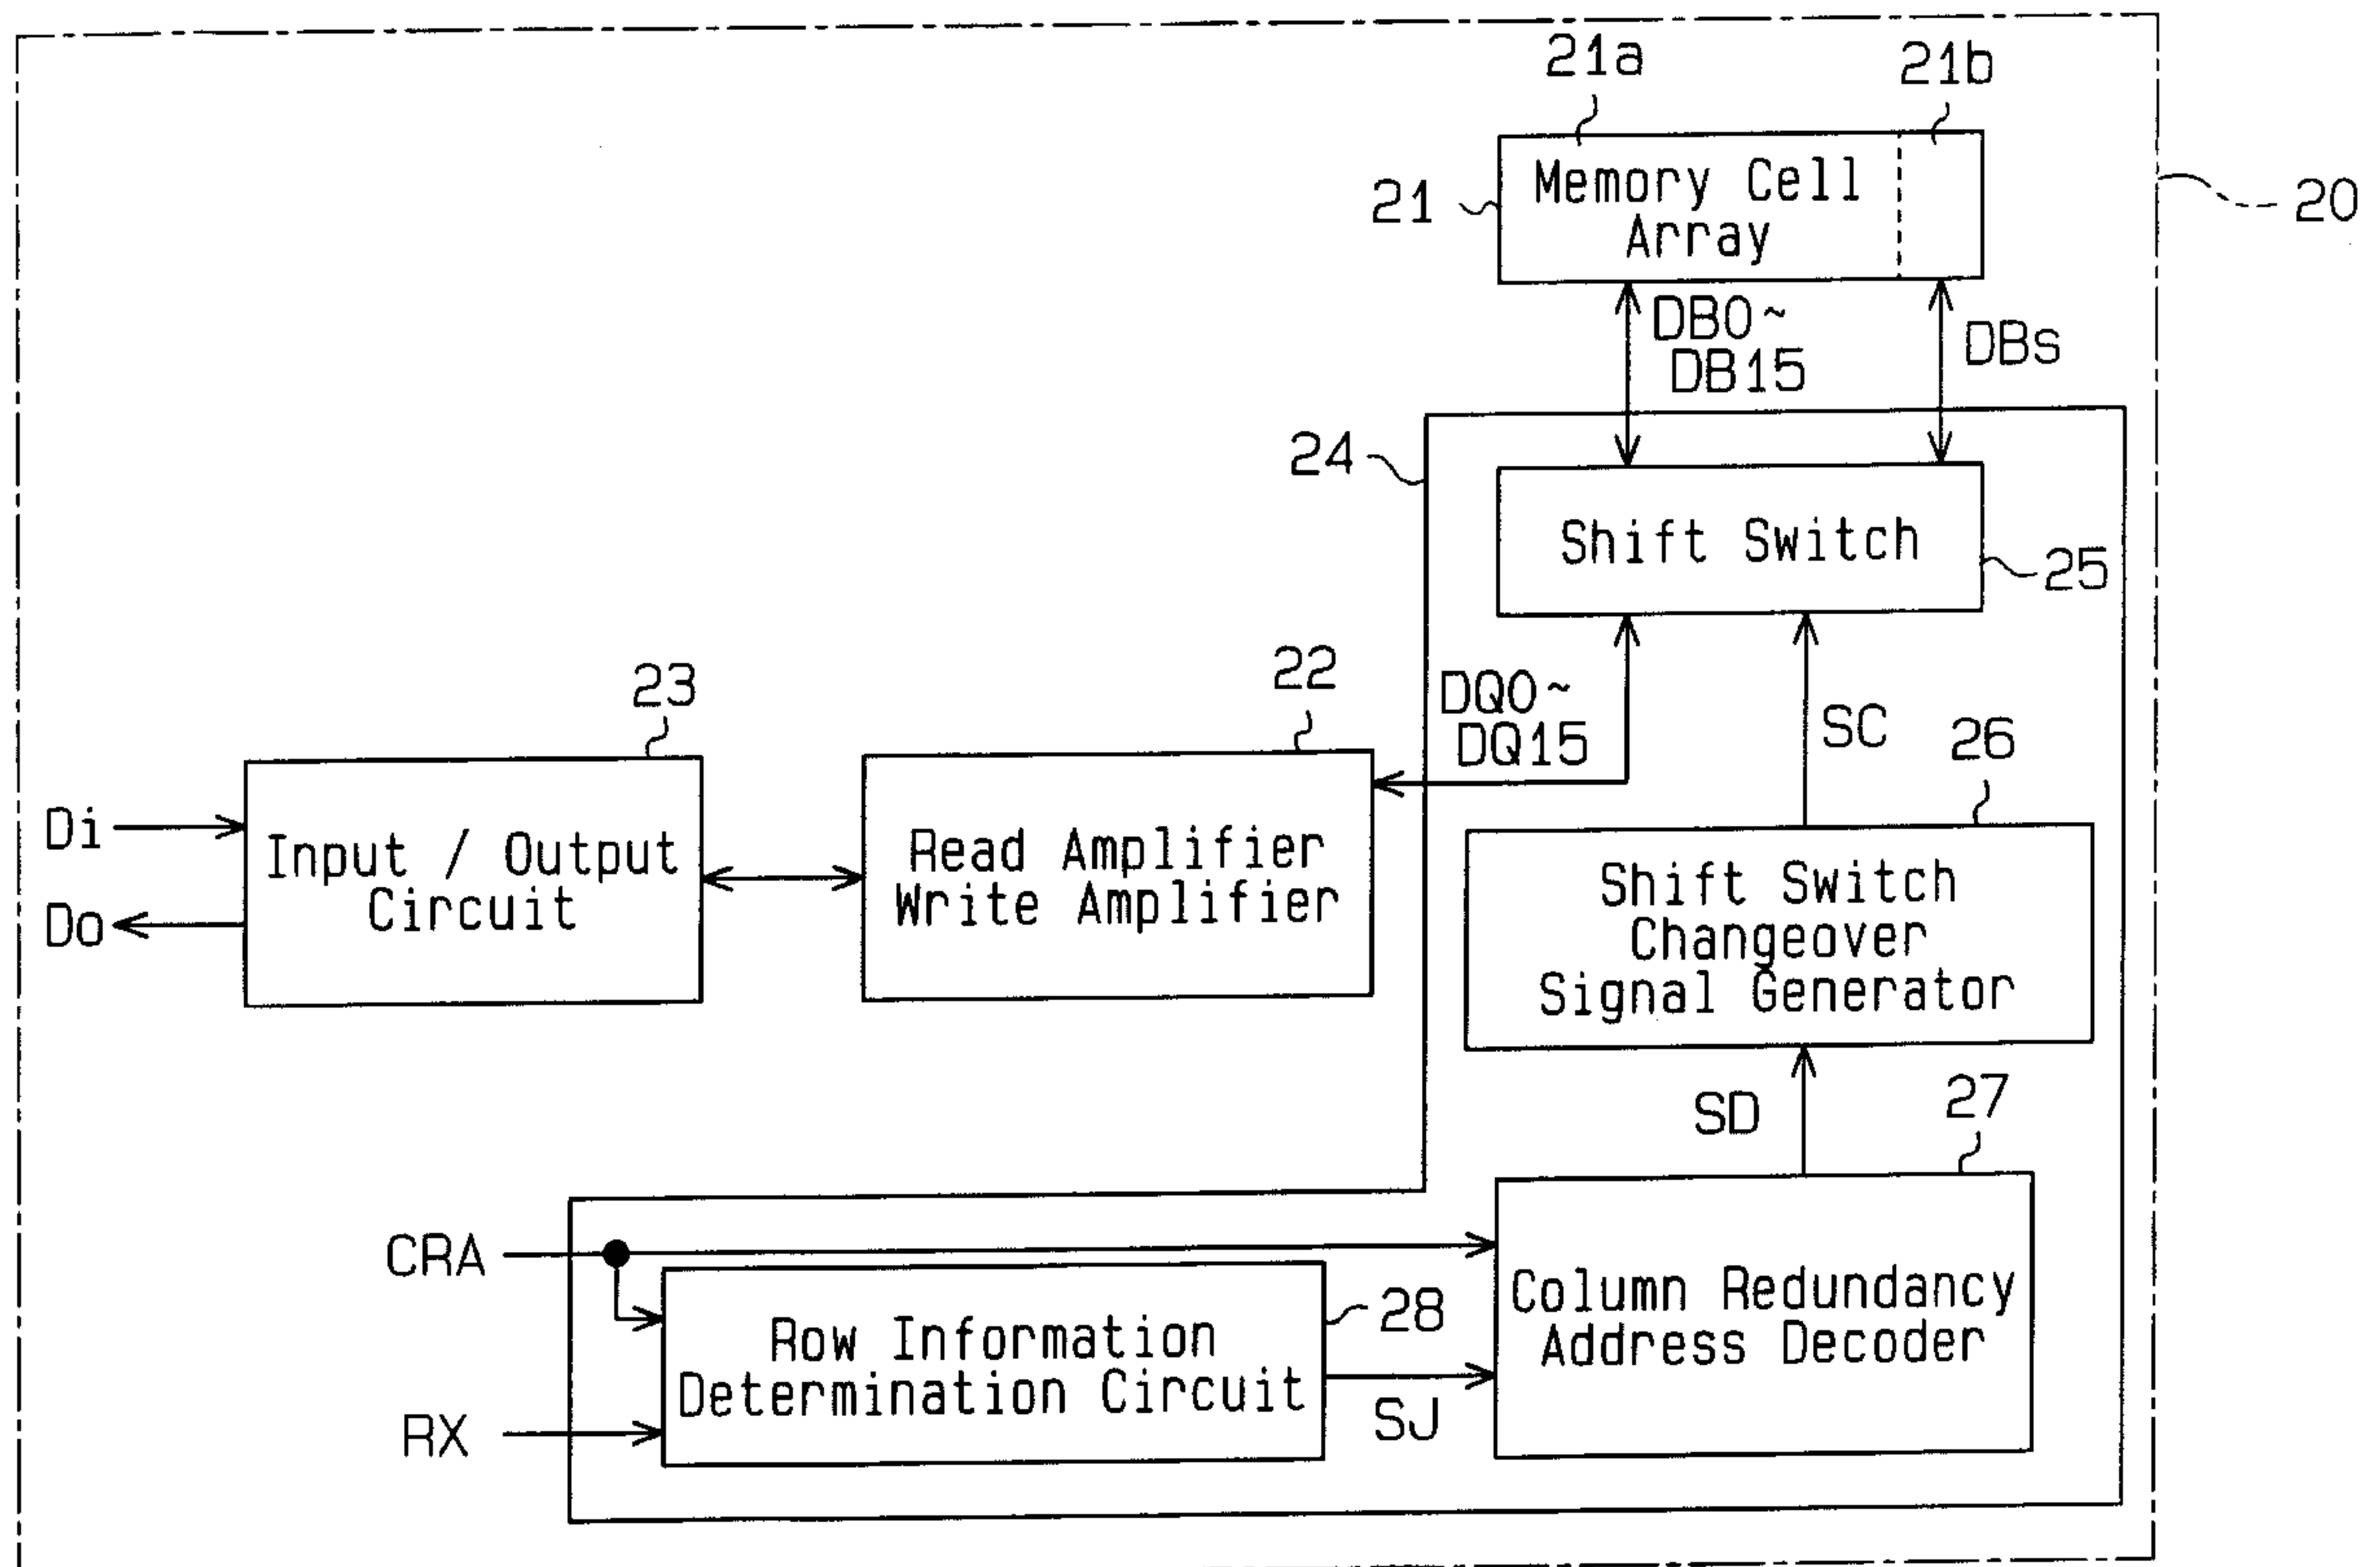 21a
21b
Memory Cell
Array
21
20
DB0~
DB15
DBs
24
Shift Switch
25
DQ0~
DQ15
SC
23
22
26
Di
Do
Input / Output
Circuit
Read Amplifier
Write Amplifier
Shift Switch
Changeover
Signal Generator
SD
27
CRA
RX
Row Information
Determination Circuit
28
SJ
Column Redundancy
Address Decoder